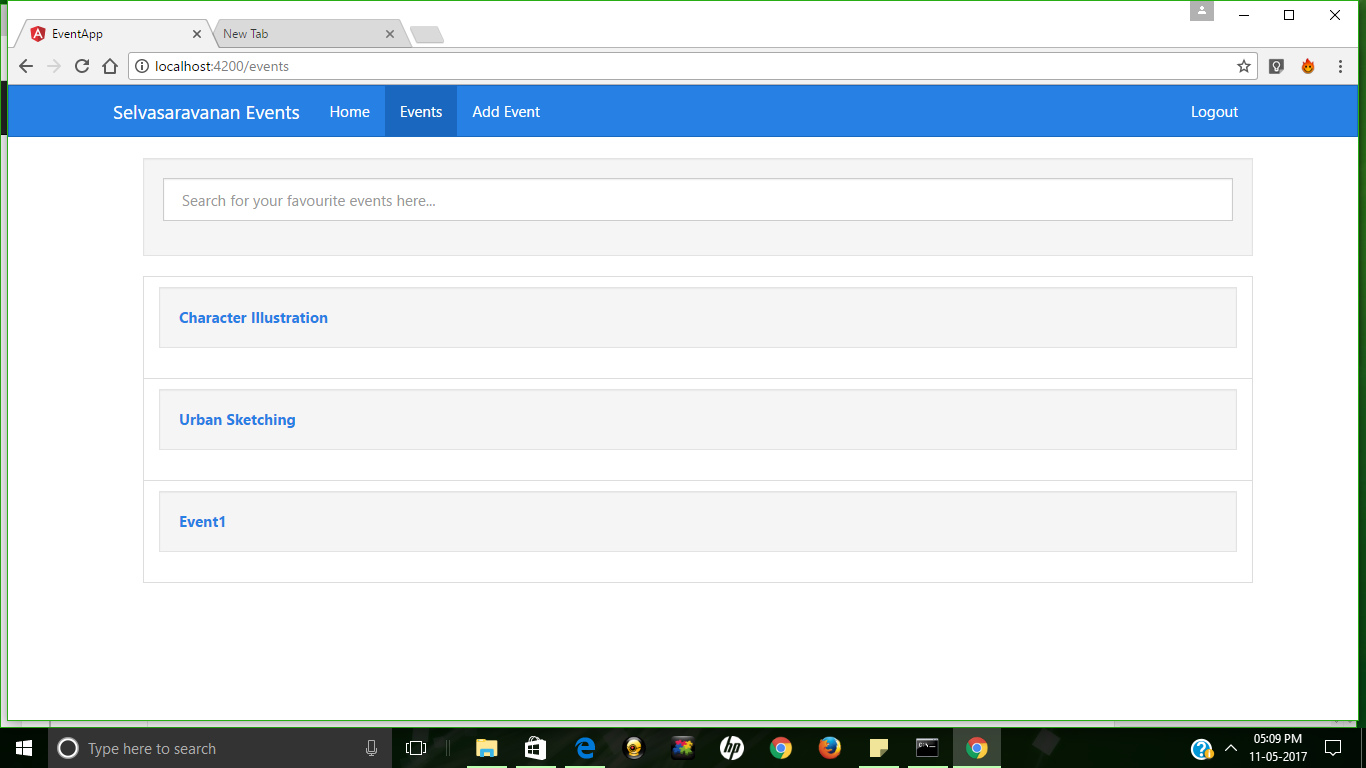 EventApp
New Tab
localhost:4200/events
Selvasaravanan Events Home Events Add Event Logout
Search for your favourite events here...
Character Illustration
Urban Sketching
Event1
Type here to search
hp
05:09 PM
11-05-2017